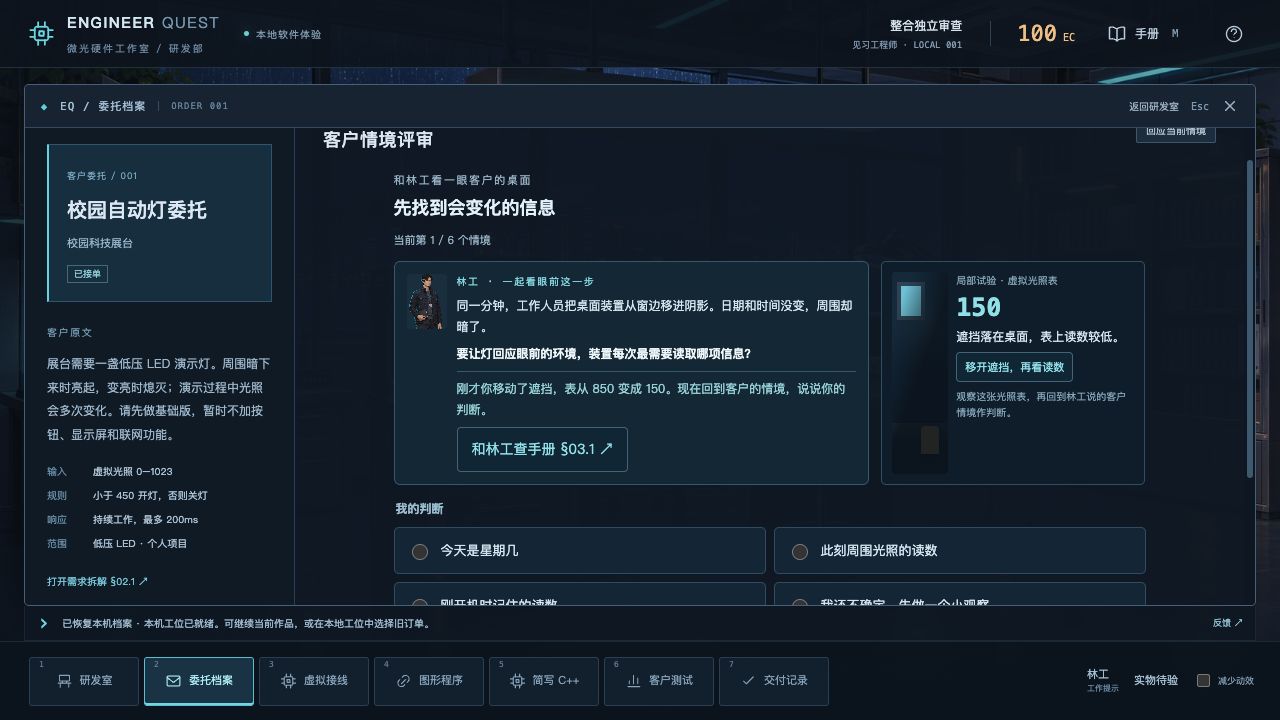 ENGINEER QUEST
微光硬件工作室 / 研发部
本地软件体验
整合独立审查
见习工程师 · LOCAL 001
100 EC
手册 M
EQ / 委托档案
ORDER 001
返回研发室 Esc
客户委托 / 001
校园自动灯委托
校园科技展台
已接单
客户原文
展台需要一盏低压 LED 演示灯。周围暗下
来时亮起，变亮时熄灭；演示过程中光照
会多次变化。请先做基础版，暂时不加按
钮、显示屏和联网功能。
输入 虚拟光照 0—1023
规则 小于 450 开灯，否则关灯
响应 持续工作，最多 200ms
范围 低压 LED · 个人项目
打开需求拆解 §02.1 ↗
客户情境评审
回应当前情境
和林工看一眼客户的桌面
先找到会变化的信息
当前第 1 / 6 个情境
林工 · 一起看眼前这一步
同一分钟，工作人员把桌面装置从窗边移进阴影。日期和时间没变，周围却
暗了。
要让灯回应眼前的环境，装置每次最需要读取哪项信息？
刚才你移动了遮挡，表从 850 变成 150。现在回到客户的情境，说说你的
判断。
和林工查手册 §03.1 ↗
局部试验 · 虚拟光照表
150
遮挡落在桌面，表上读数较低。
移开遮挡，再看读数
观察这张光照表，再回到林工说的客户
情境作判断。
我的判断
今天是星期几
此刻周围光照的读数
刚开机时记住的读数
我还不确定，先做一个小观察
已恢复本机档案 · 本机工位已就绪。可继续当前作品，或在本地工位中选择旧订单。
反馈 ↗
1 研发室
2 委托档案
3 虚拟接线
4 图形程序
5 简写 C++
6 客户测试
7 交付记录
林工
工作提示
实物待验
减少动效